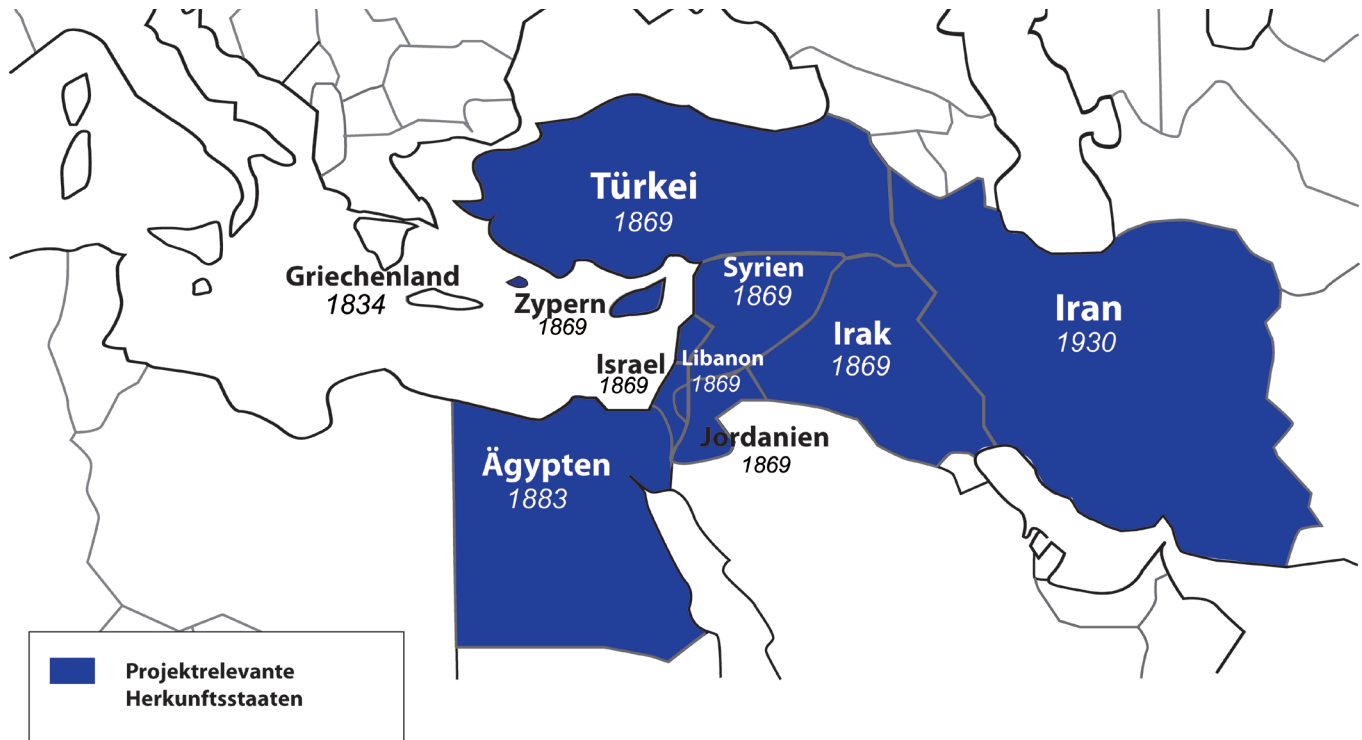 Türkei
1869
Griechenland
1834
Zypern
1869
Syrien
1869
Irak
1869
Iran
1930
Israel
1869
Libanon
1869
Jordanien
1869
Ägypten
1883
Projektrelevante
Herkunftsstaaten